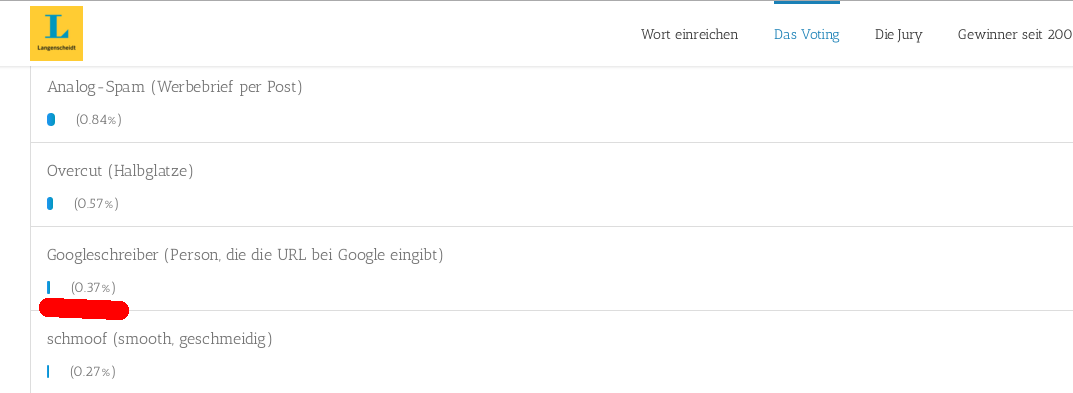 L
Langenscheidt
Wort einreichen Das Voting Die Jury Gewinner seit 200
Analog-Spam (Werbebrief per Post)
(0.84%)
Overcut (Halbglatze)
(0.57%)
Googleschreiber (Person, die die URL bei Google eingibt)
(0.37%)
schmoof (smooth, geschmeidig)
(0.27%)